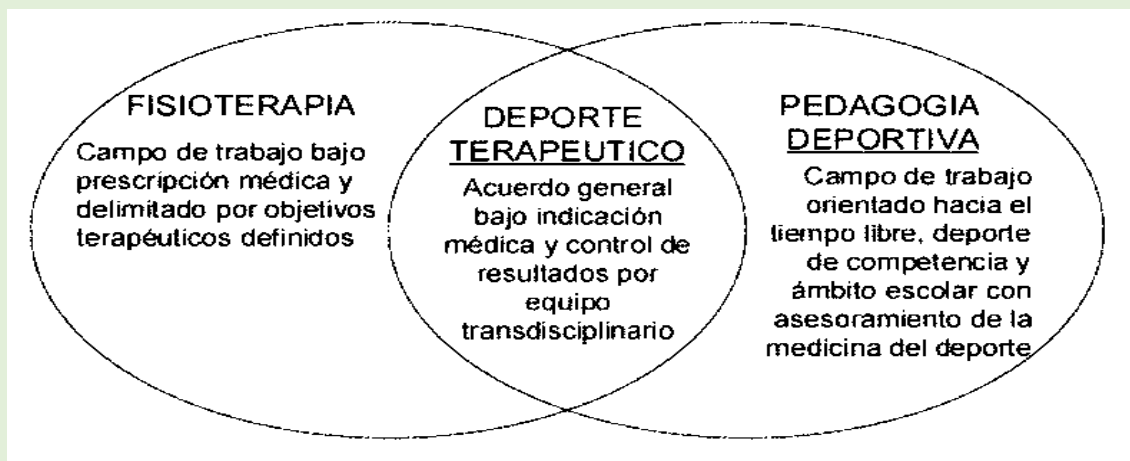 FISIOTERAPIA
Campo de trabajo bajo
prescripción médica y
delimitado por objetivos
terapéuticos definidos
DEPORTE
TERAPEUTICO
Acuerdo general
bajo indicación
médica y control de
resultados por
equipo
transdisciplinario
PEDAGOGIA
DEPORTIVA
Campo de trabajo
orientado hacia el
tiempo libre, deporte
de competencia y
ámbito escolar con
asesoramiento de la
medicina del deporte